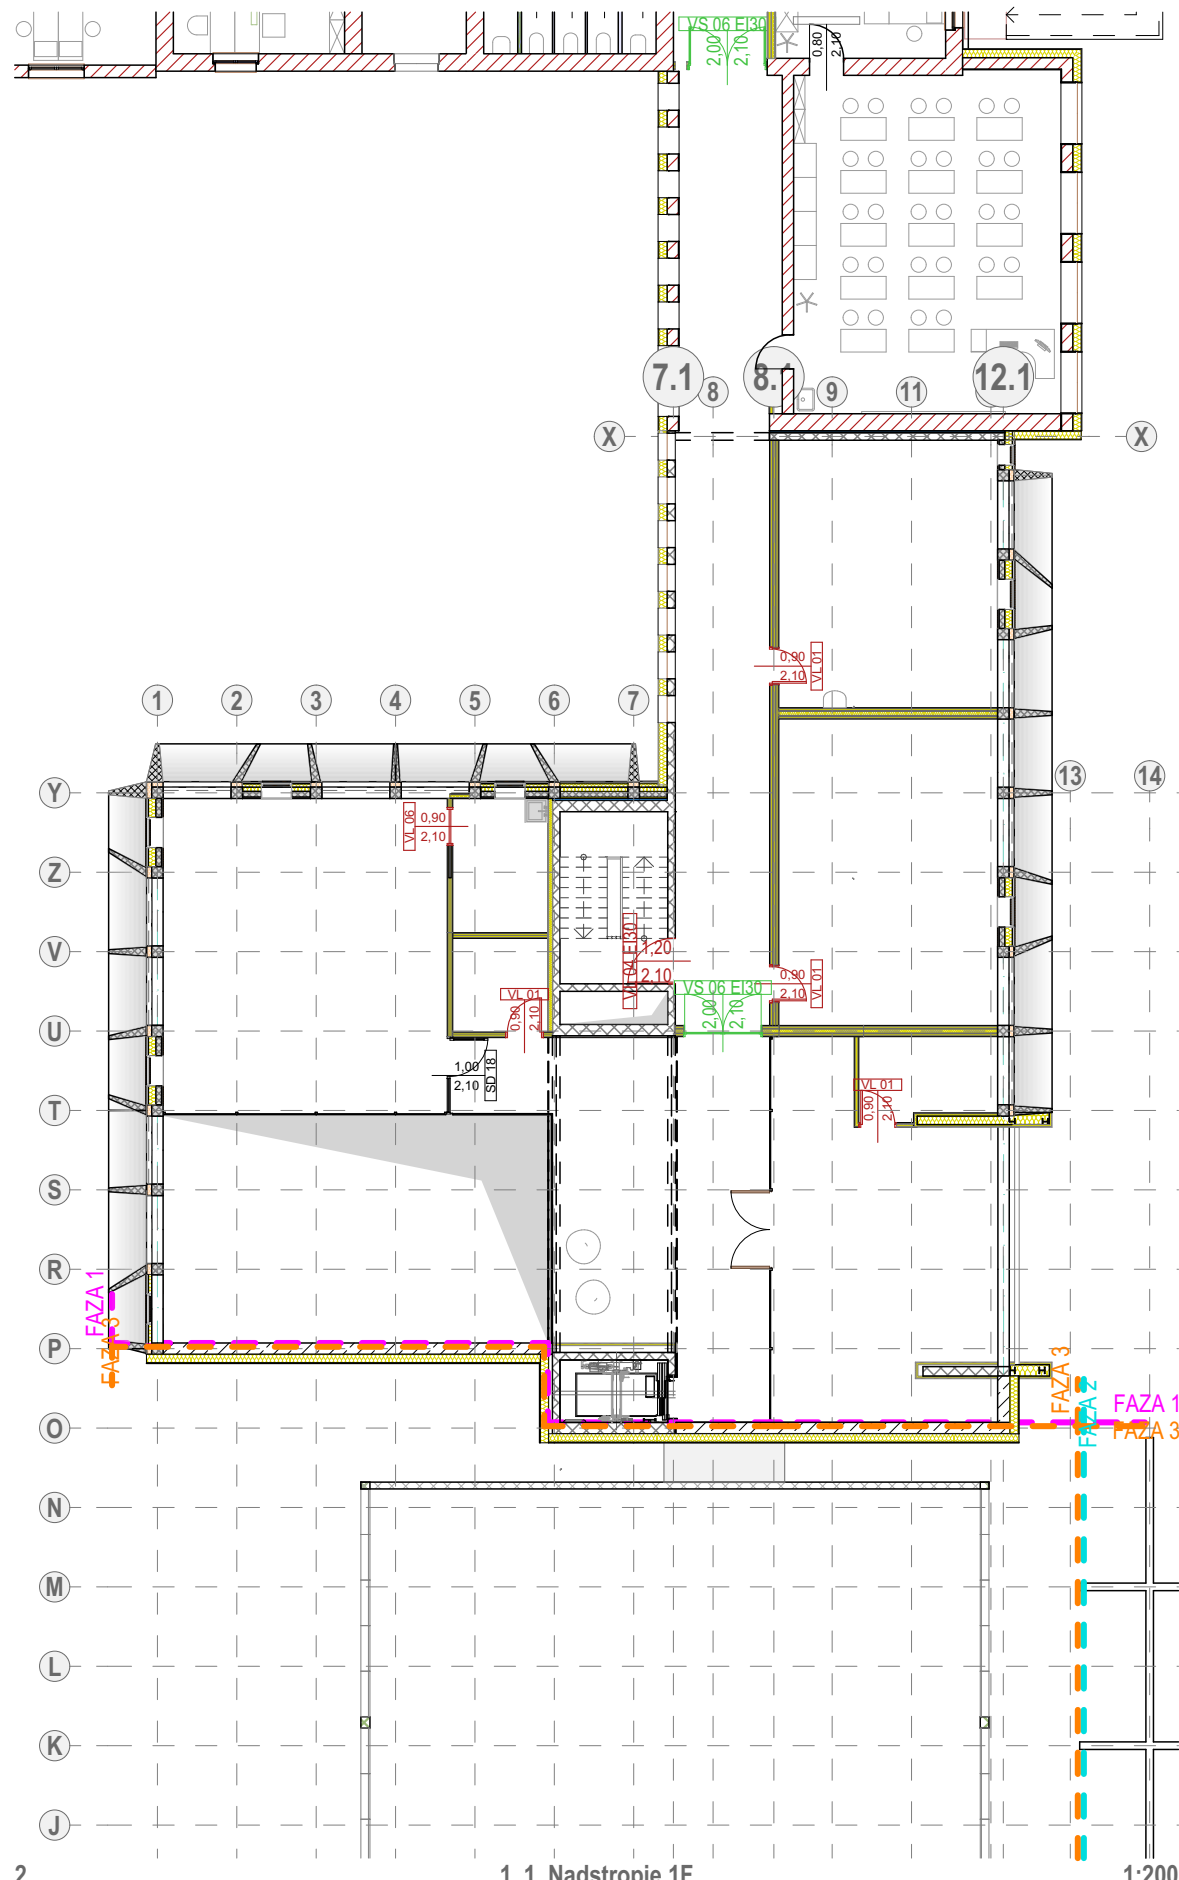 VS 06 EI30
2,00
2,10
0,80
2,10
7.1
8.1
12.1
8
9
11
X
X
0,90
2,10
VL 01
1
2
3
4
5
6
7
13
14
Y
VL 06
0,90
2,10
Z
V
VL 04 EI30
1,20
2,10
0,90
2,10
VL 01
VS 06 EI30
2,00
2,10
VL 01
0,90
2,10
U
1,00
2,10
SD 18
VL 01
0,90
2,10
T
S
R
FAZA 1
FAZA 3
P
FAZA 3
FAZA 2
FAZA 1
FAZA 3
O
N
M
L
K
J
2
1. 1. Nadstropje 1F
1:200